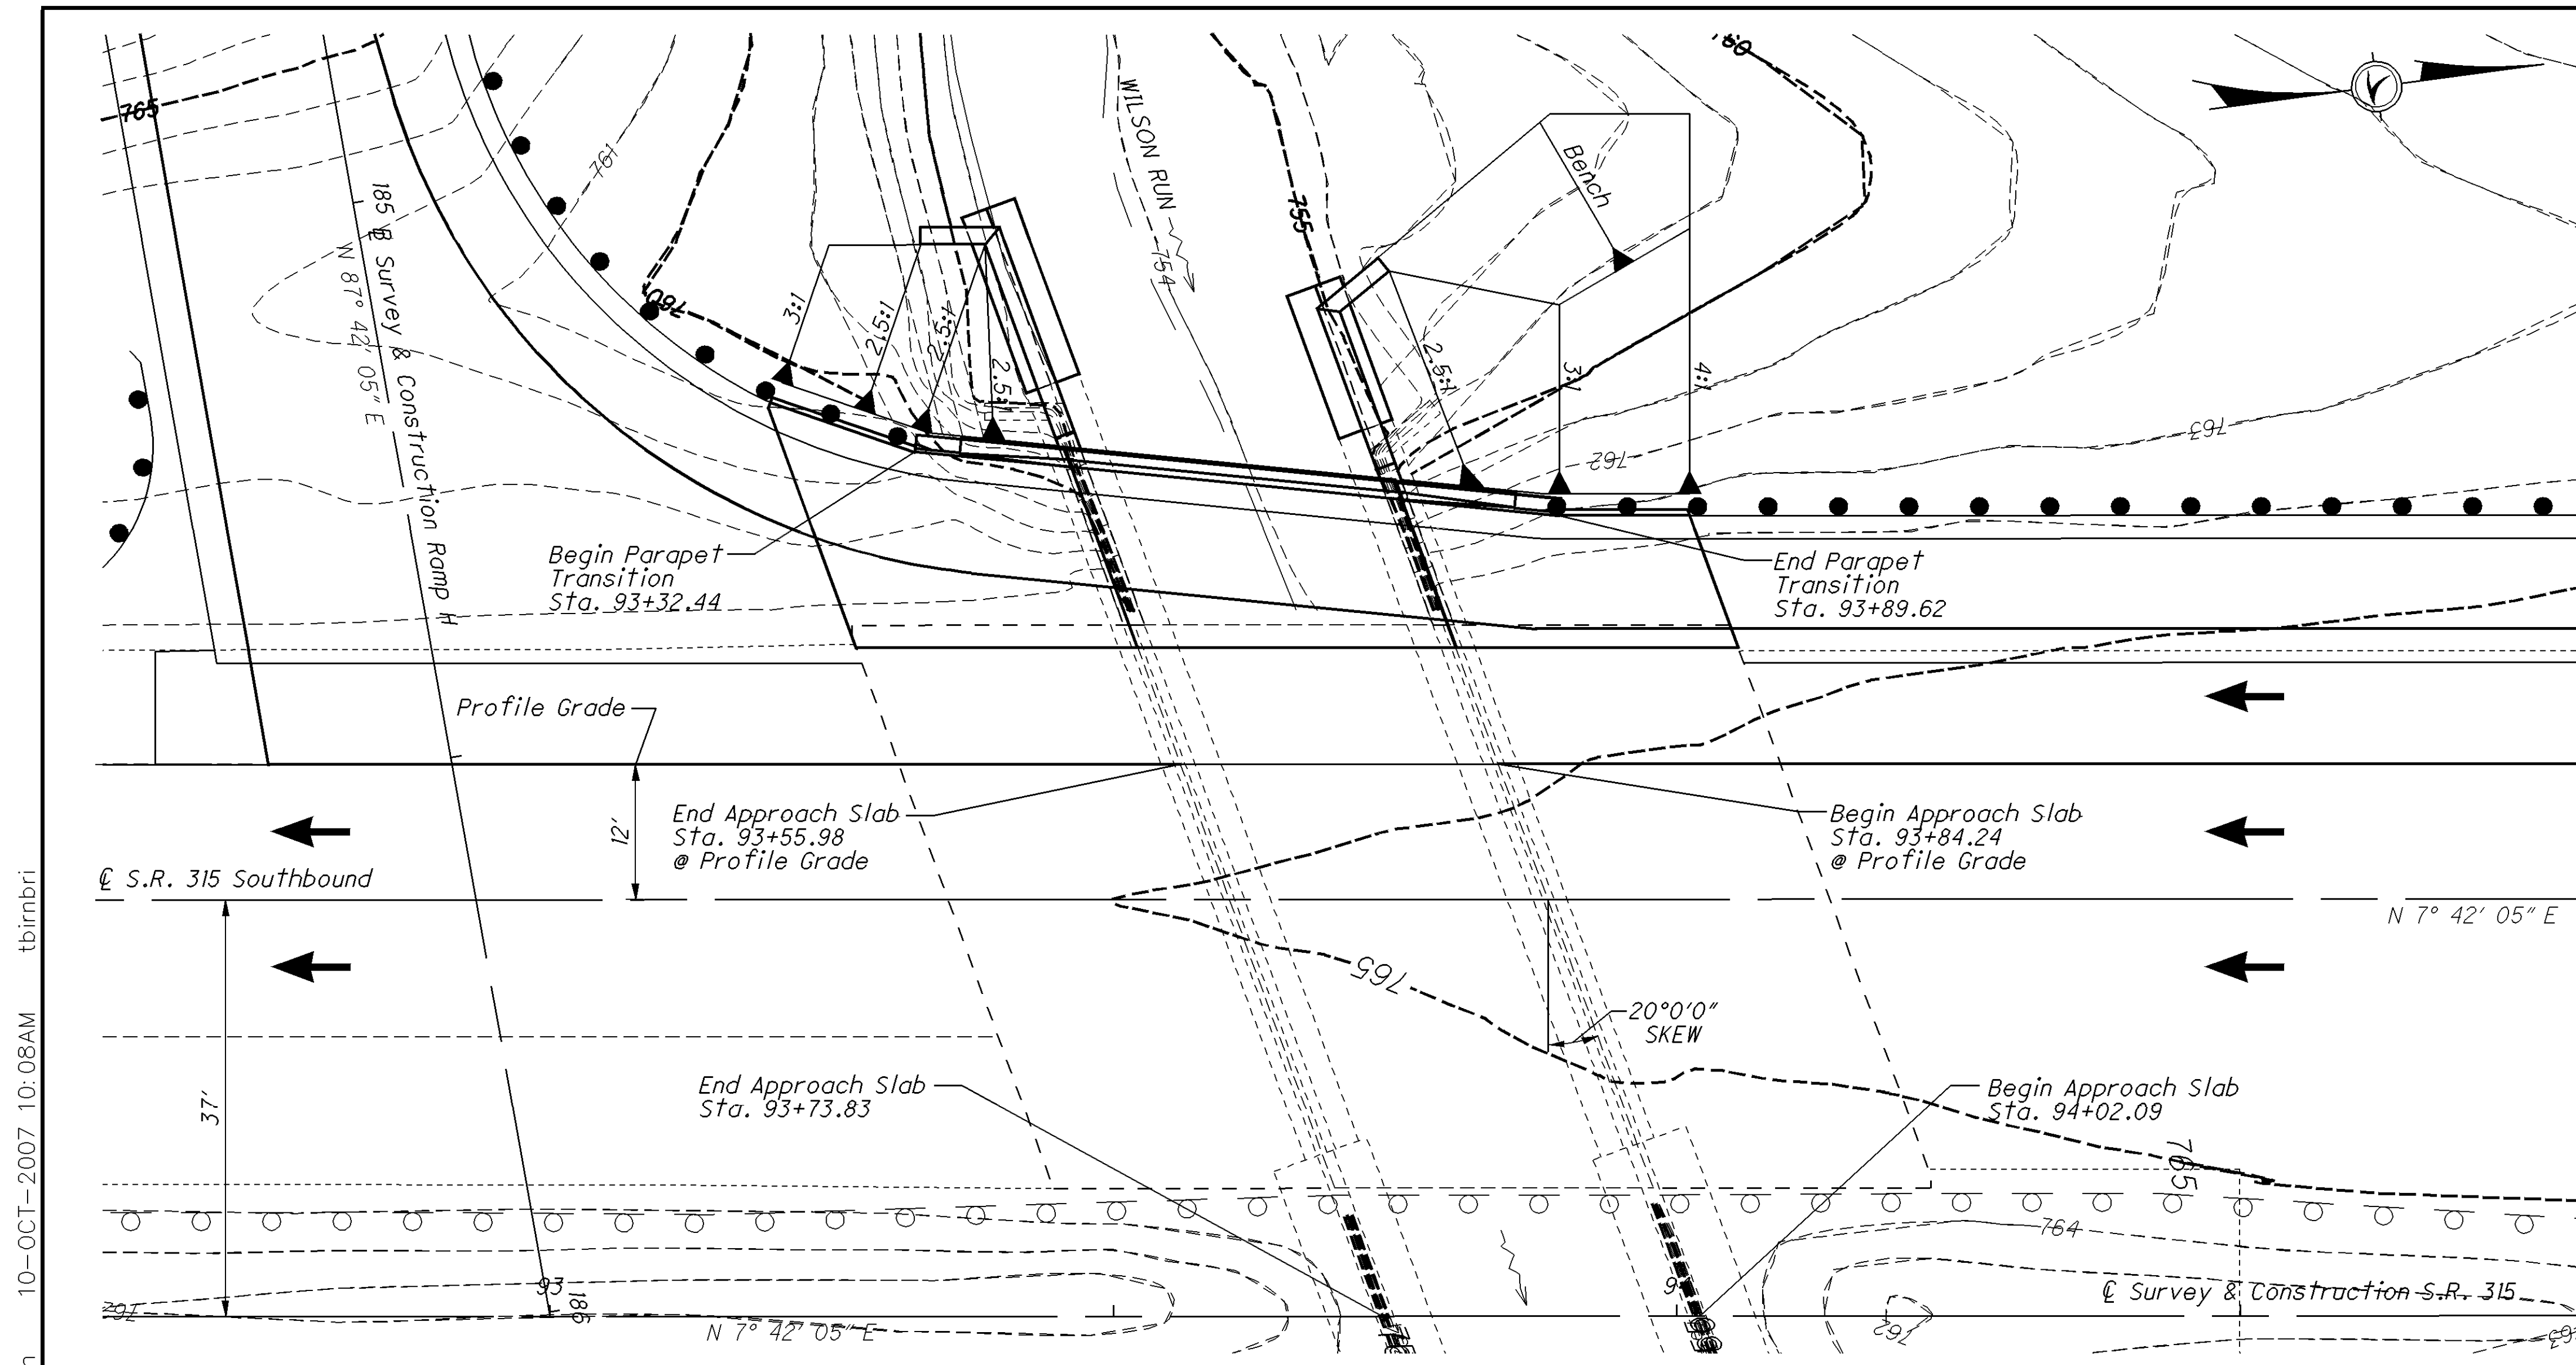 765
761
760
WILSON RUN
754
755
Bench
3:1
2.5:1
2.5:1
2.5:1
2.5:1
3:1
4:1
763
762
185 ℄ Survey & Construction Ramp H
N 87° 42' 05" E
Begin Parapet
Transition
Sta. 93+32.44
End Parapet
Transition
Sta. 93+89.62
Profile Grade
12'
End Approach Slab
Sta. 93+55.98
@ Profile Grade
Begin Approach Slab
Sta. 93+84.24
@ Profile Grade
℄ S.R. 315 Southbound
N 7° 42' 05" E
765
20°0'0"
SKEW
37'
End Approach Slab
Sta. 93+73.83
Begin Approach Slab
Sta. 94+02.09
765
764
93
186
762
N 7° 42' 05" E
℄ Survey & Construction S.R. 315
762
10-OCT-2007 10:08AM tbirnbri